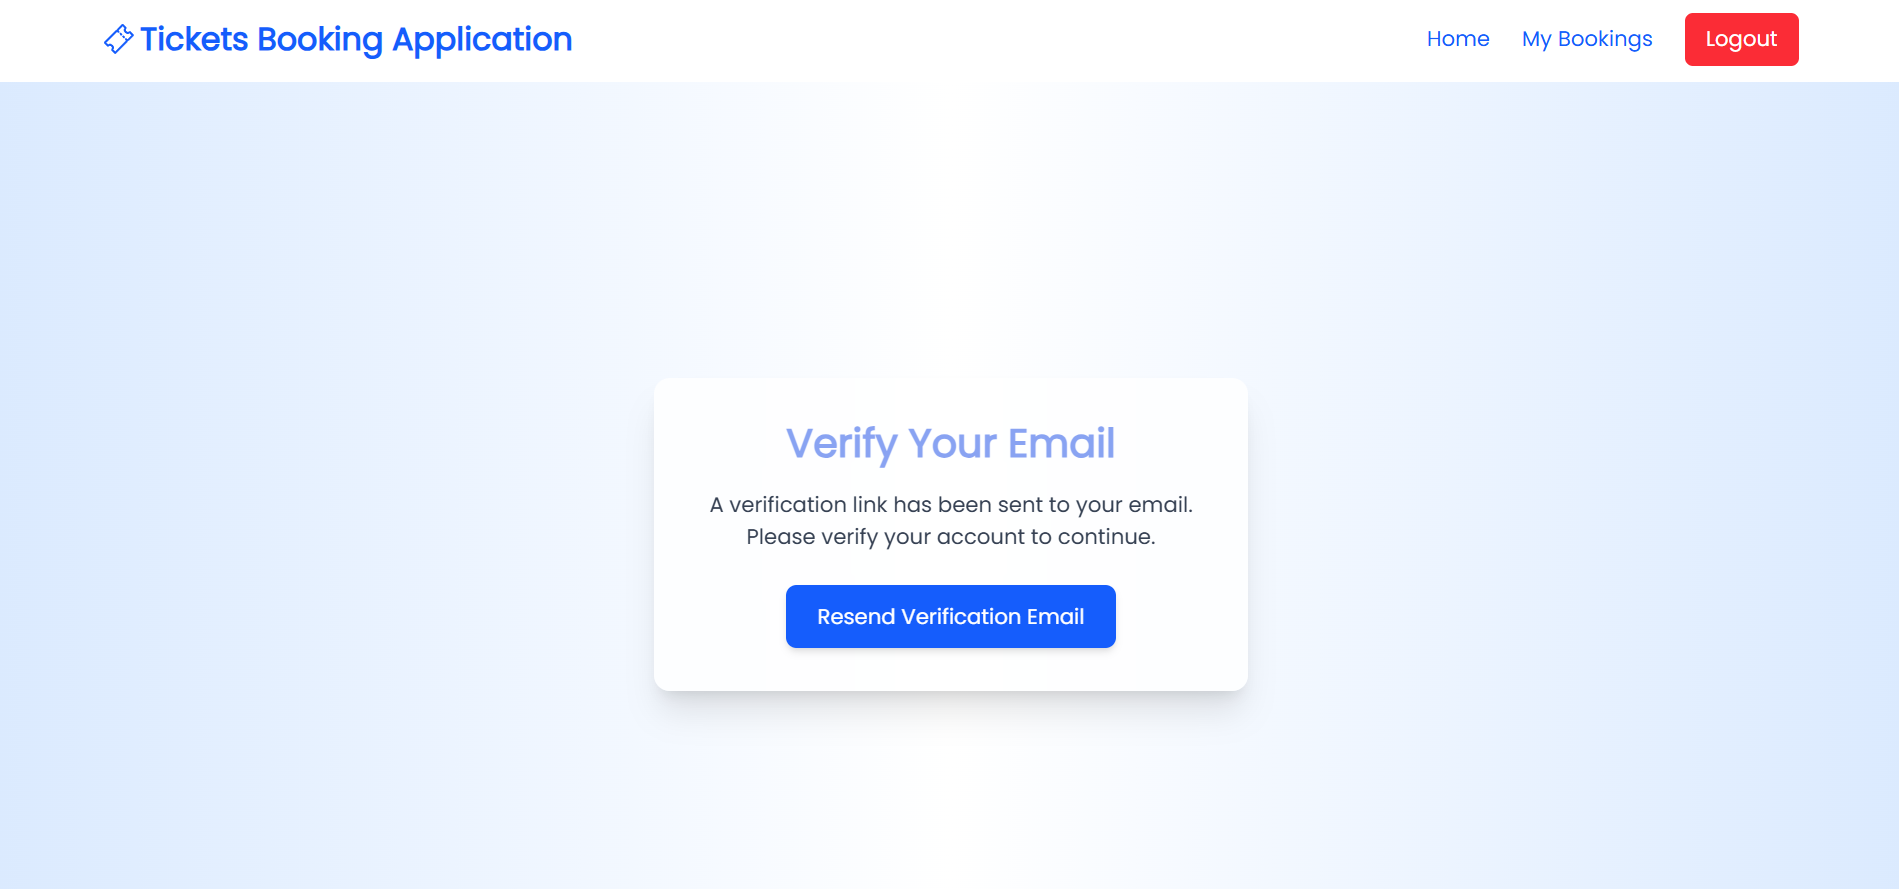 Tickets Booking Application
Home
My Bookings
Logout
Verify Your Email
A verification link has been sent to your email.
Please verify your account to continue.
Resend Verification Email